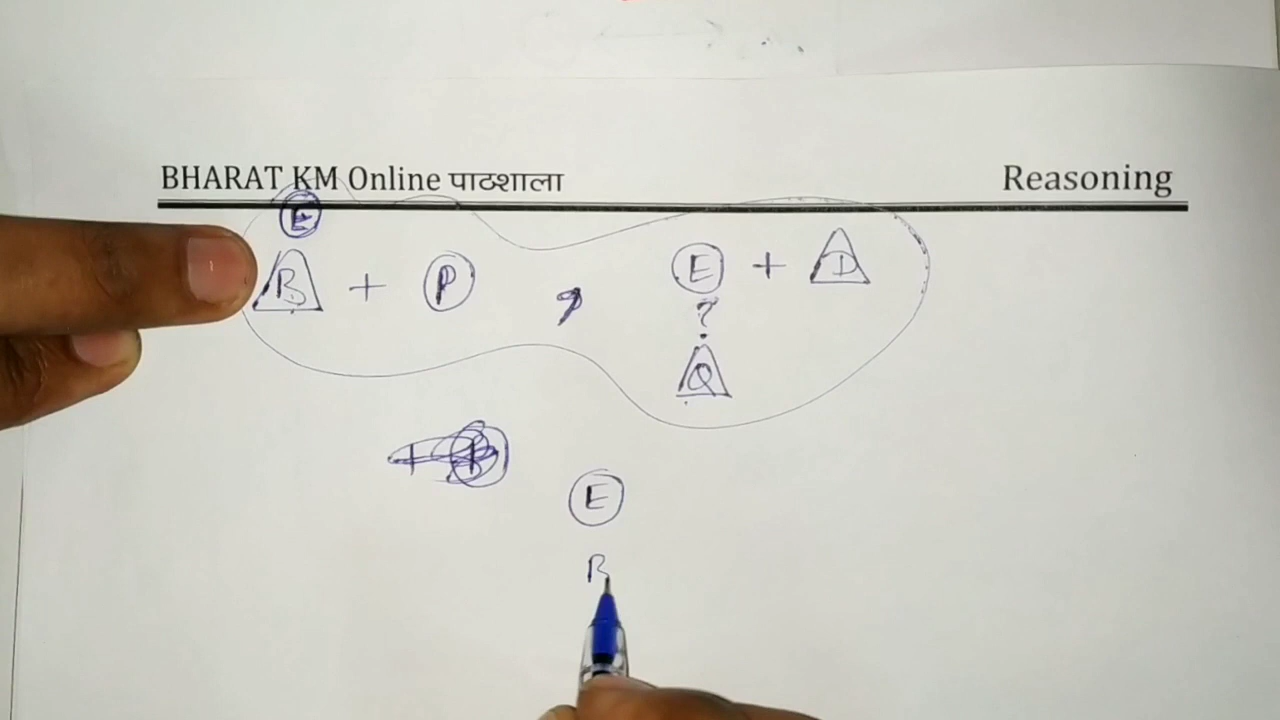 BHARAT KM Online पाठशाला Reasoning
E
B + P , E + D
?
Q
E
B